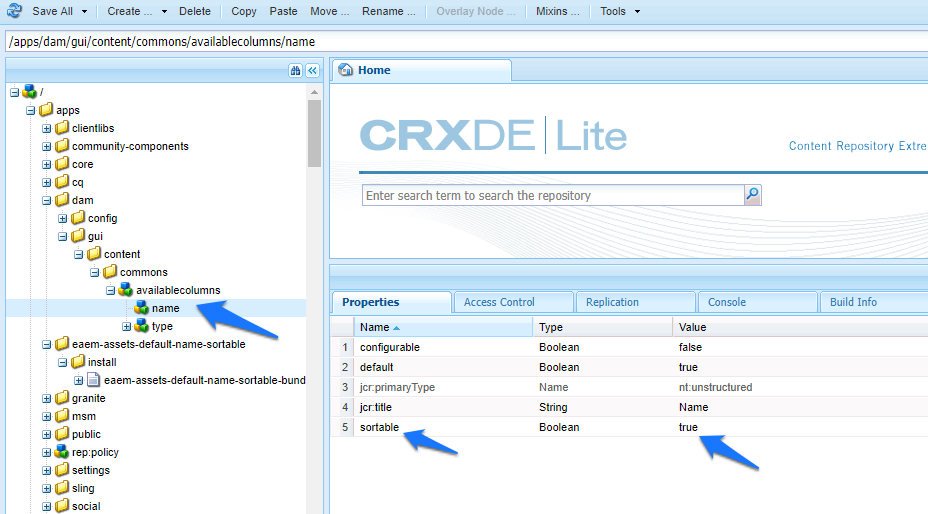 Save All Create ... Delete Copy Paste Move ... Rename ... Overlay Node ... Mixins ... Tools
/apps/dam/gui/content/commons/availablecolumns/name
/
apps
clientlibs
community-components
core
cq
dam
config
gui
content
commons
availablecolumns
name
type
eaem-assets-default-name-sortable
install
eaem-assets-default-name-sortable-bund
granite
msm
public
rep:policy
settings
sling
social
Home
CRXDE Lite
Content Repository Extre
Enter search term to search the repository
Properties Access Control Replication Console Build Info
Name Type Value
1 configurable Boolean false
2 default Boolean true
3 jcr:primaryType Name nt:unstructured
4 jcr:title String Name
5 sortable Boolean true